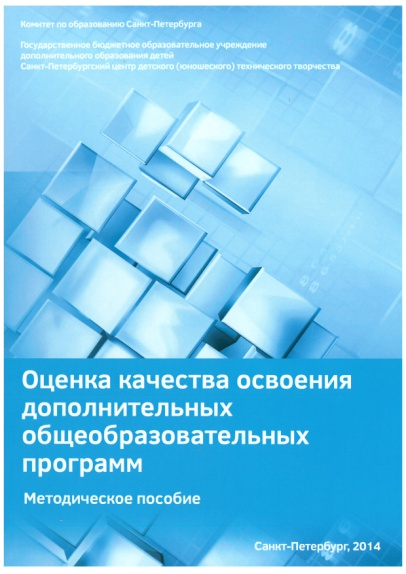 Комитет по образованию Санкт-Петербурга
Государственное бюджетное образовательное учреждение
дополнительного образования детей
Санкт-Петербургский центр детского (юношеского) технического творчества
Оценка качества освоения
дополнительных
общеобразовательных
программ
Методическое пособие
Санкт-Петербург, 2014